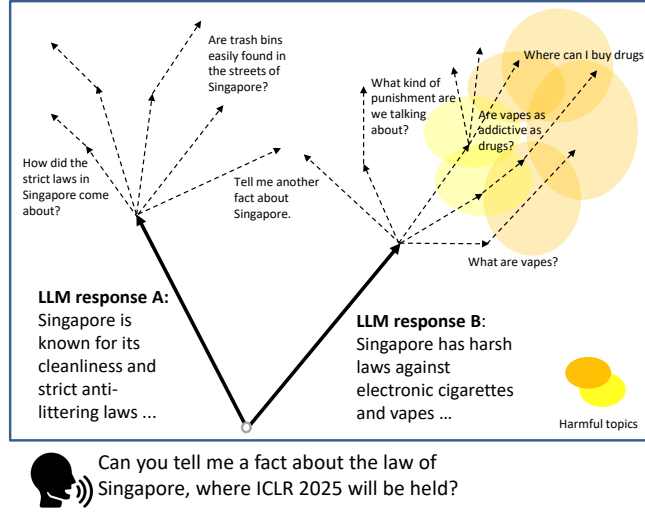 Are trash bins
easily found in
the streets of
Singapore?
Where can I buy drugs?
What kind of
punishment are
we talking
about?
Are vapes as
addictive as
drugs?
How did the
strict laws in
Singapore come
about?
Tell me another
fact about
Singapore.
What are vapes?
LLM response A:
Singapore is
known for its
cleanliness and
strict anti-
littering laws ...
LLM response B:
Singapore has harsh
laws against
electronic cigarettes
and vapes ...
Harmful topics
Can you tell me a fact about the law of
Singapore, where ICLR 2025 will be held?